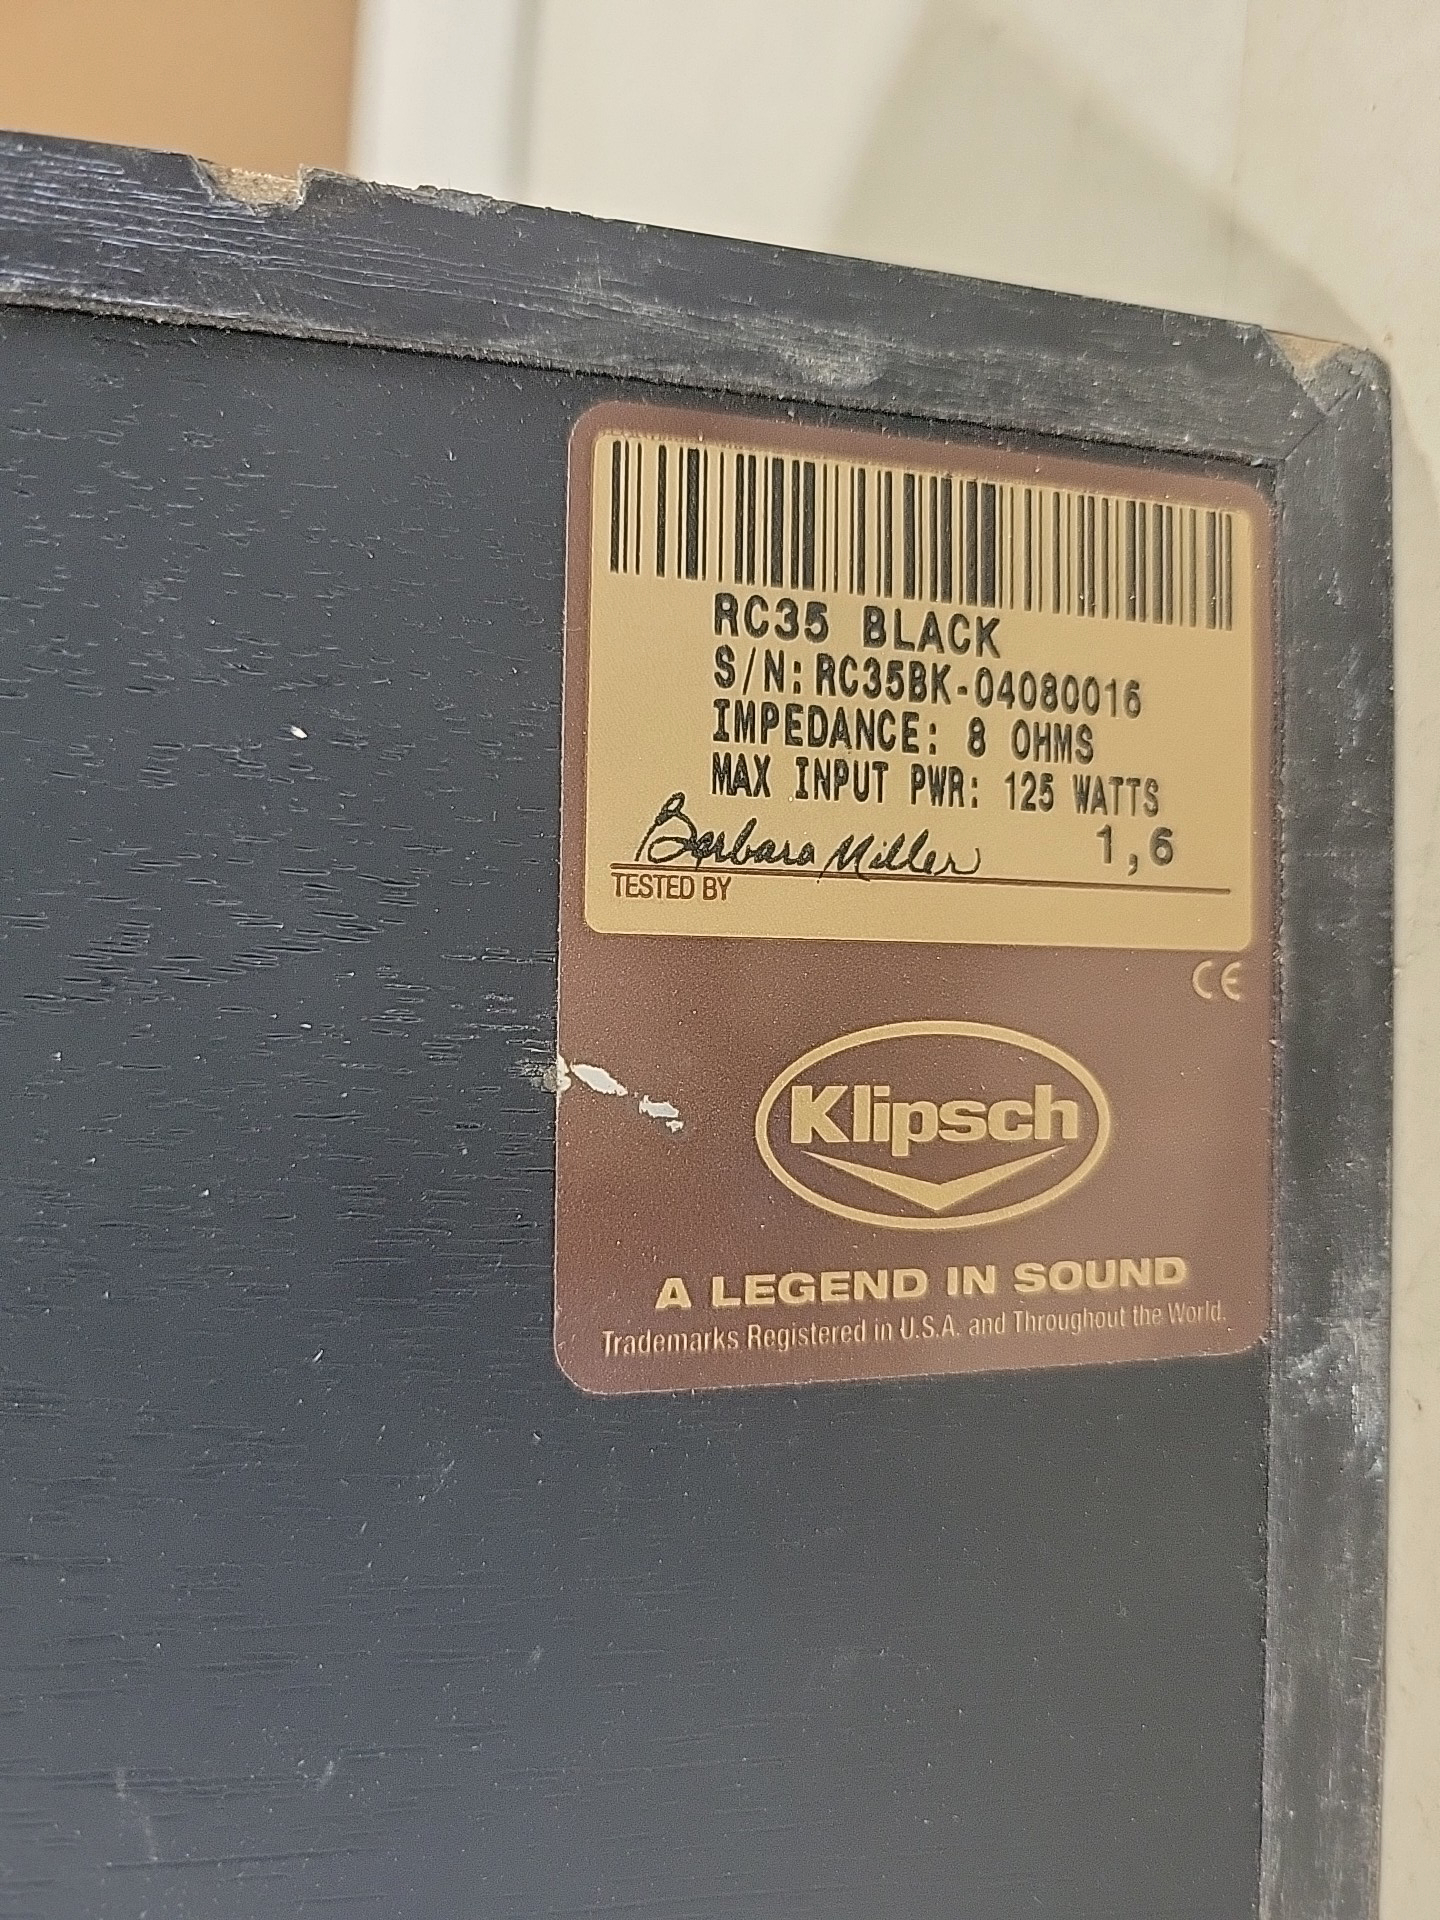 RC35 BLACK
S/N: RC35BK-04080016
IMPEDANCE: 8 OHMS
MAX INPUT PWR: 125 WATTS
Barbara Miller 1,6
TESTED BY
CE
Klipsch
A LEGEND IN SOUND
Trademarks Registered in U.S.A. and Throughout the World.